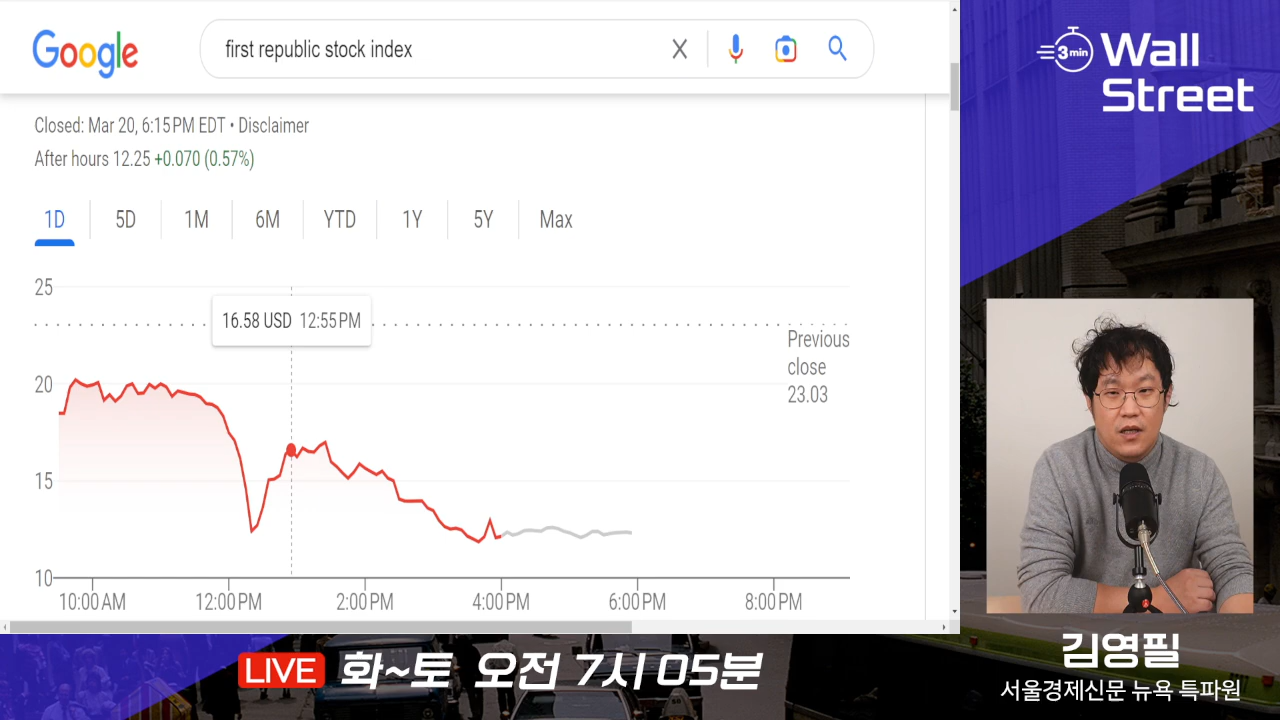 Google
first republic stock index
Closed: Mar 20, 6:15 PM EDT • Disclaimer
After hours 12.25 +0.070 (0.57%)
1D 5D 1M 6M YTD 1Y 5Y Max
25
16.58 USD 12:55 PM
Previous
close
23.03
20
15
10
10:00 AM 12:00 PM 2:00 PM 4:00 PM 6:00 PM 8:00 PM
3 min
Wall
Street
김영필
서울경제신문 뉴욕 특파원
LIVE 화~토 오전 7시 05분